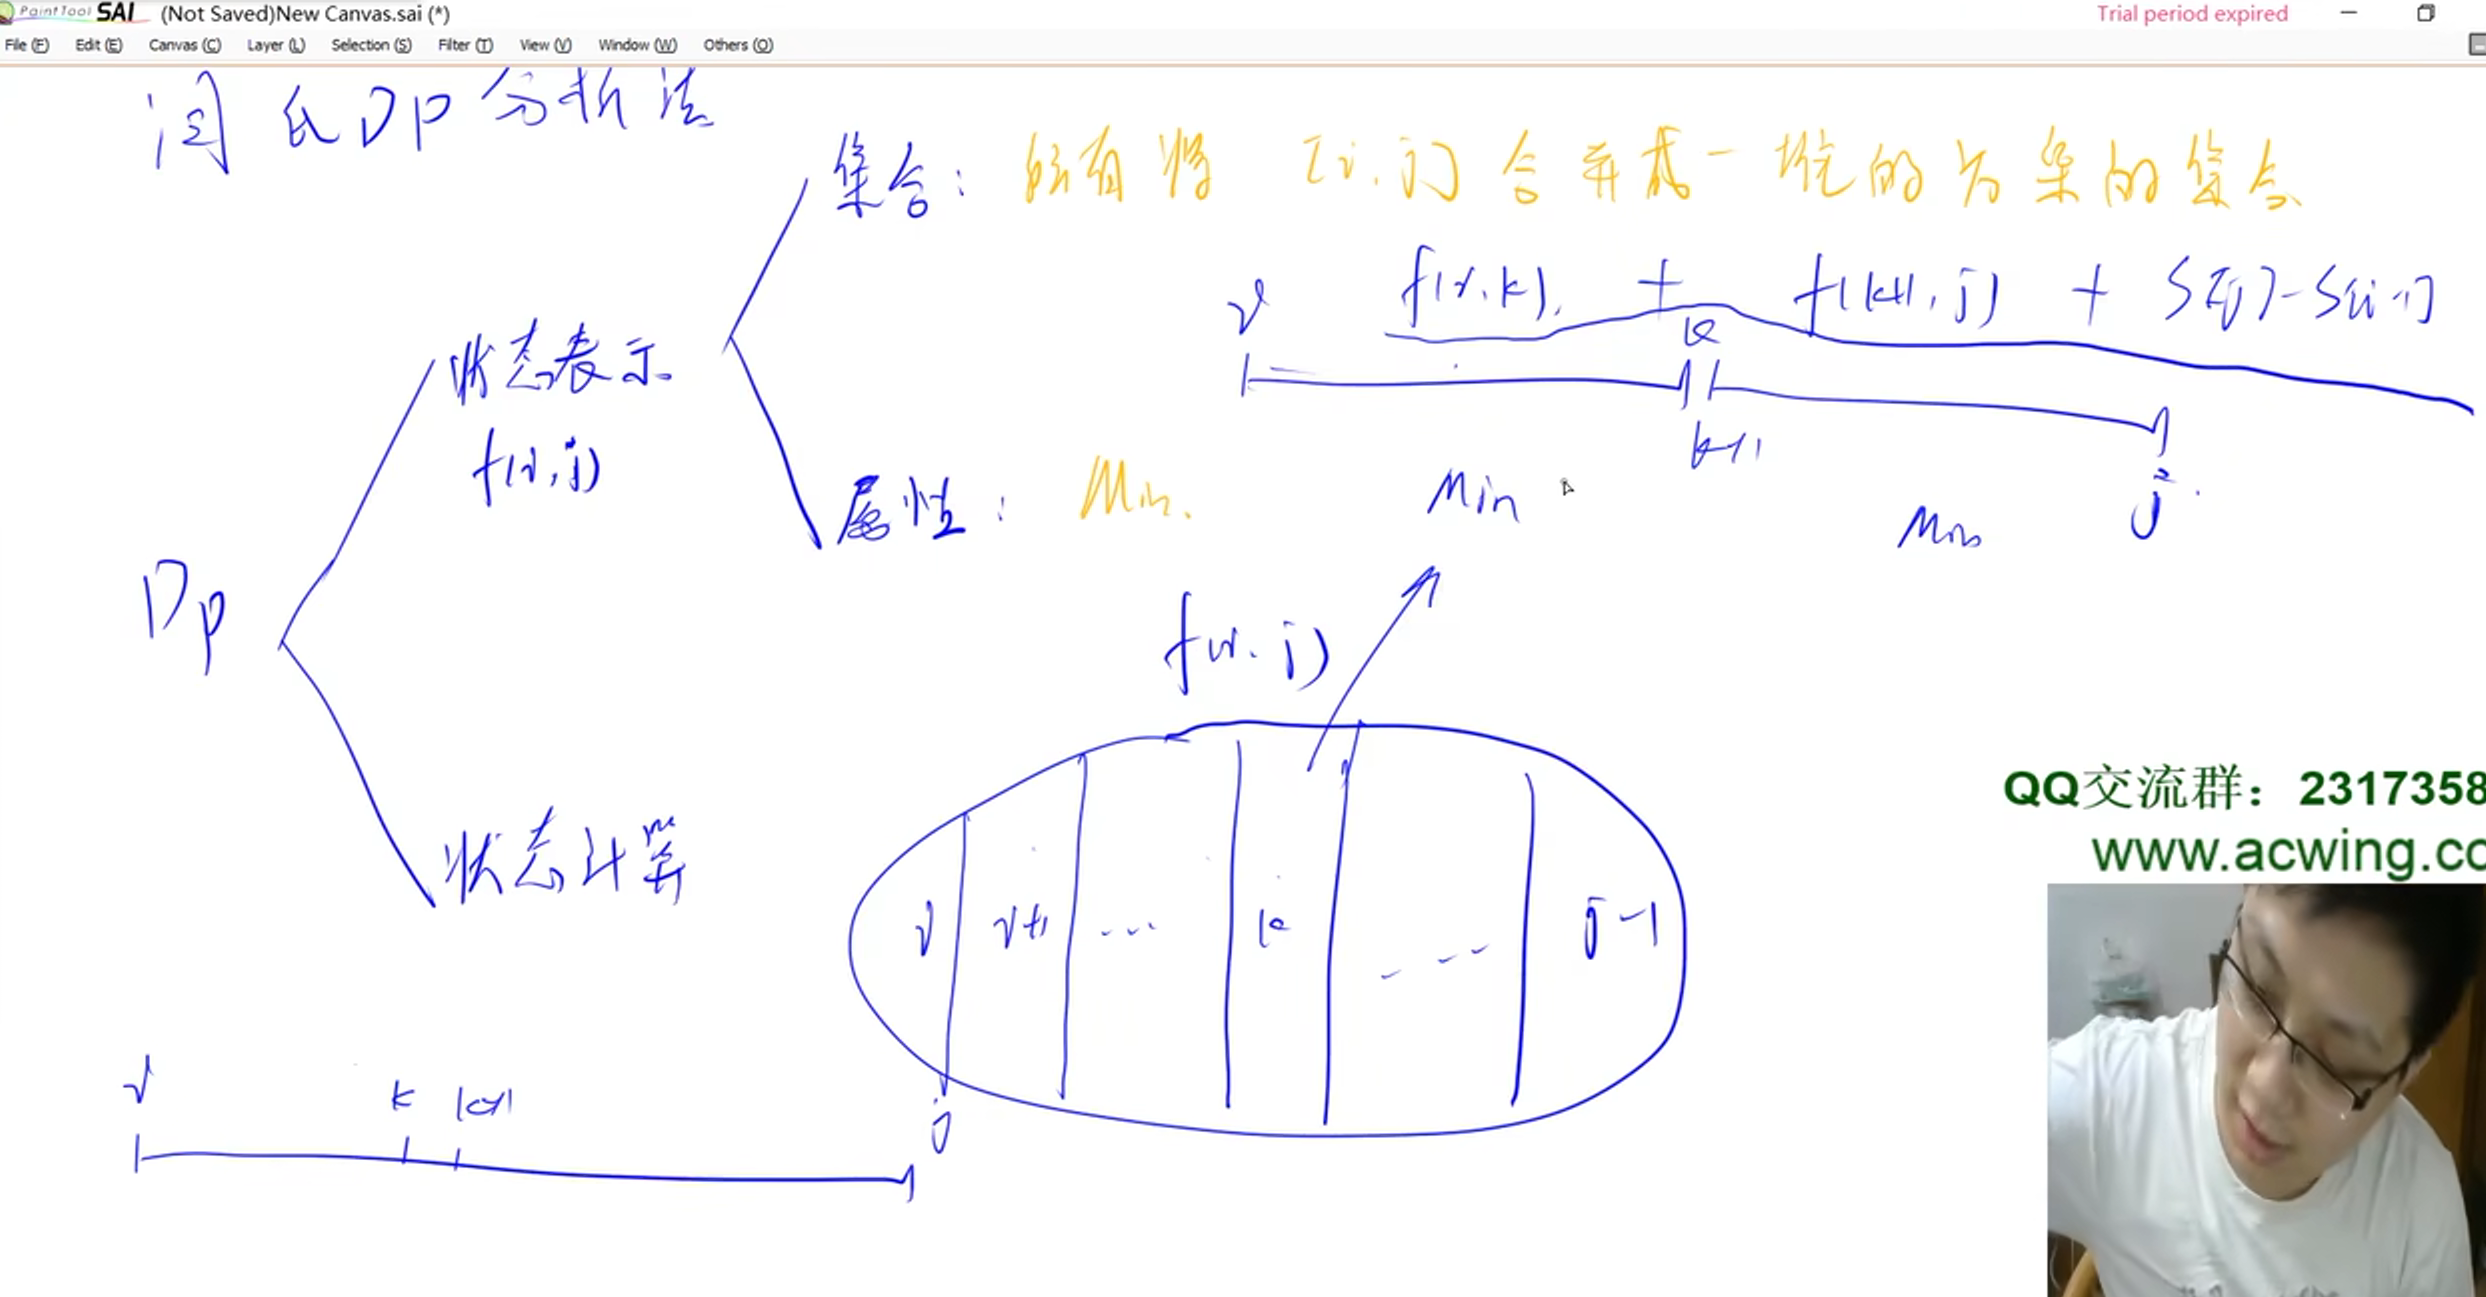 PaintTool SAI (Not Saved)New Canvas.sai (*) Trial period expired
File (F) Edit (E) Canvas (C) Layer (L) Selection (S) Filter (T) View (V) Window (W) Others (O)
闫氏DP分析法
集合: 所有将 [i,j] 合并成一堆的方案的集合
f(i,k) + f(k+1,j) + S[j]-S[i-1]
i k
k+1
j
状态表示
f(i,j)
属性: Min.
Min
Min
DP
f(i,j)
状态计算
i i+1 ... k ... j-1
i k k+1 j
QQ交流群：2317358
www.acwing.co